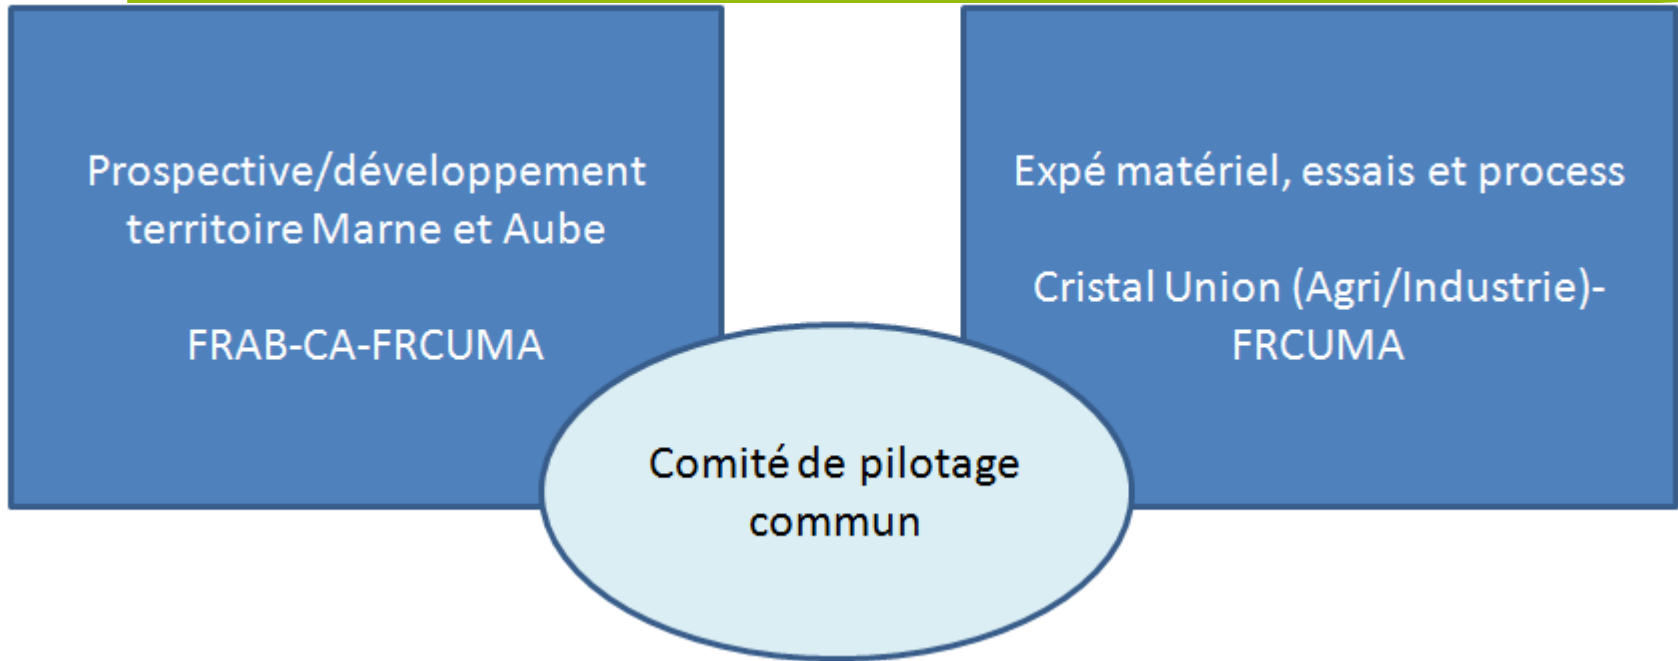 Prospective/développement
territoire Marne et Aube
FRAB-CA-FRCUMA
Expé matériel, essais et process
Cristal Union (Agri/Industrie)-
FRCUMA
Comité de pilotage
commun